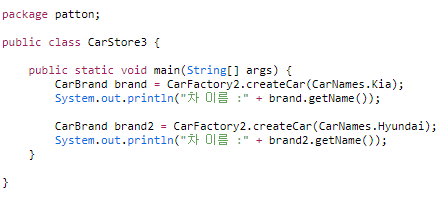 package patton;
public class CarStore3 {
public static void main(String[] args) {
CarBrand brand = CarFactory2.createCar(CarNames.Kia);
System.out.println("차 이름 :" + brand.getName());
CarBrand brand2 = CarFactory2.createCar(CarNames.Hyundai);
System.out.println("차 이름 :" + brand2.getName());
}
}